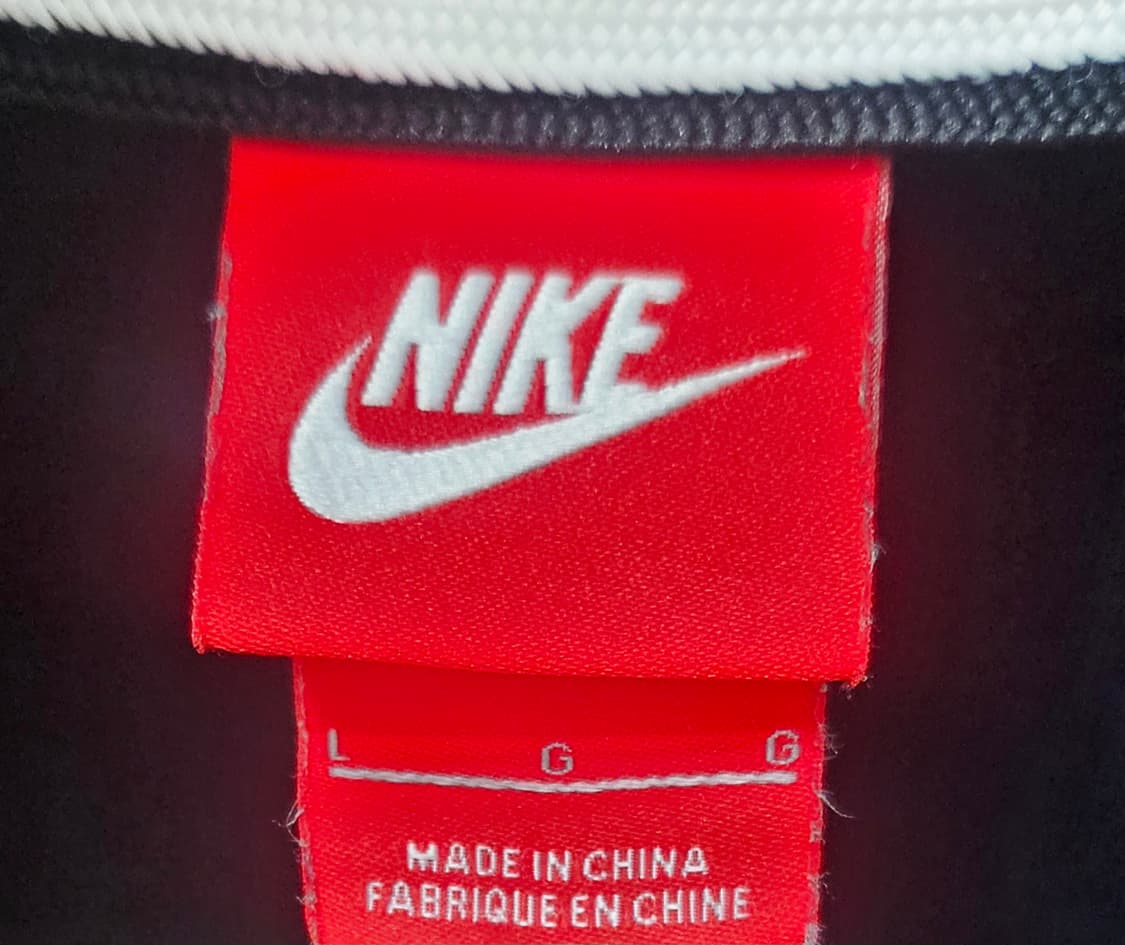 NIKE
L G G
MADE IN CHINA
FABRIQUE EN CHINE